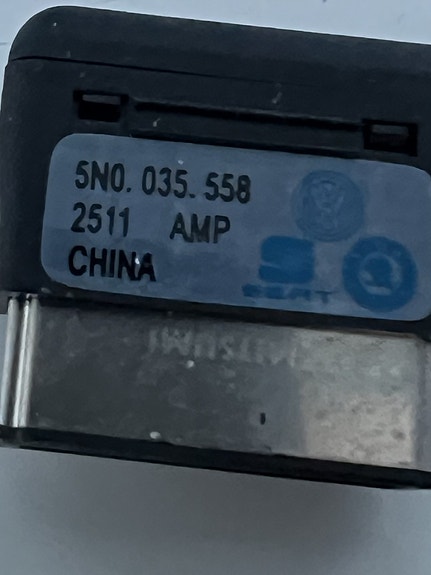 5N0. 035. 558
2511 AMP
CHINA
SEAT